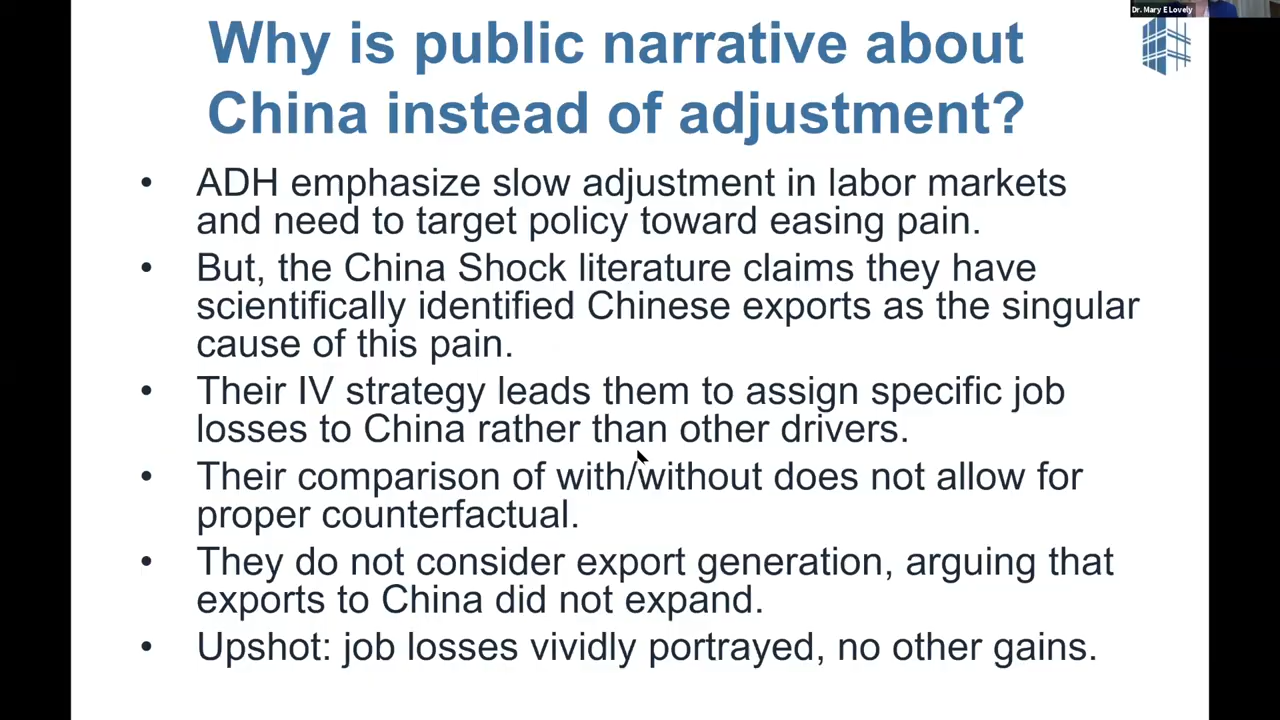 Dr. Mary E Lovely
Why is public narrative about
China instead of adjustment?
• ADH emphasize slow adjustment in labor markets
and need to target policy toward easing pain.
• But, the China Shock literature claims they have
scientifically identified Chinese exports as the singular
cause of this pain.
• Their IV strategy leads them to assign specific job
losses to China rather than other drivers.
• Their comparison of with/without does not allow for
proper counterfactual.
• They do not consider export generation, arguing that
exports to China did not expand.
• Upshot: job losses vividly portrayed, no other gains.